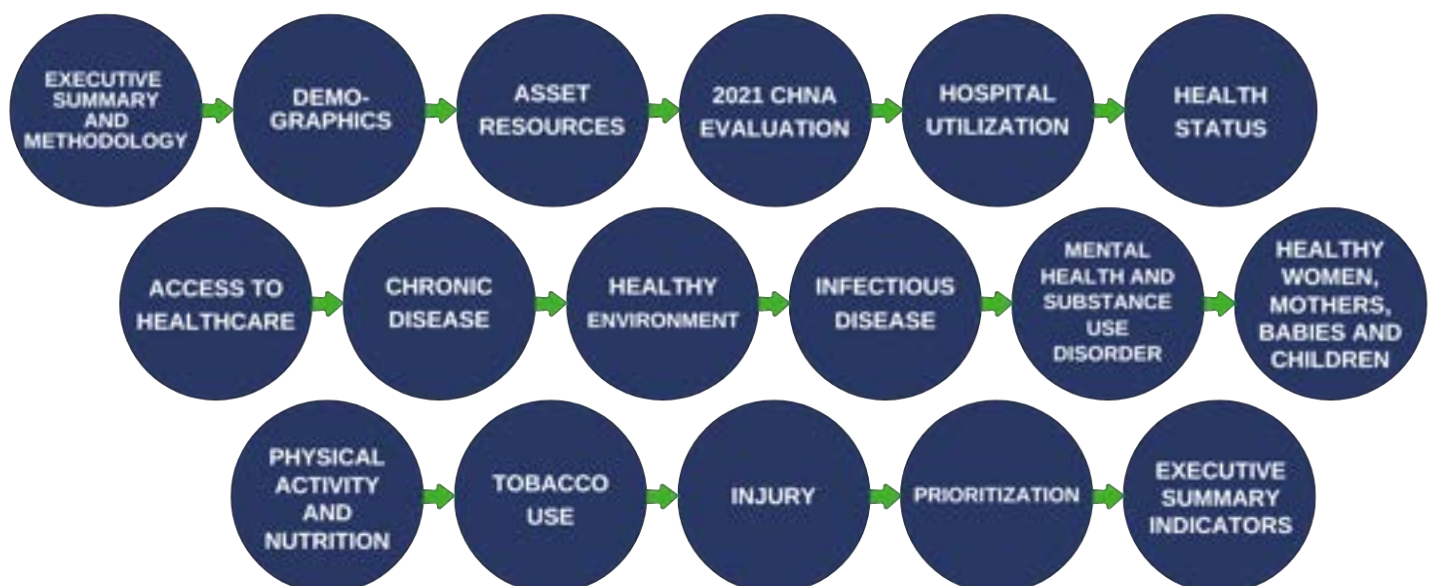 EXECUTIVE
SUMMARY
AND
METHODOLOGY
DEMO-
GRAPHICS
ASSET
RESOURCES
2021 CHNA
EVALUATION
HOSPITAL
UTILIZATION
HEALTH
STATUS
ACCESS TO
HEALTHCARE
CHRONIC
DISEASE
HEALTHY
ENVIRONMENT
INFECTIOUS
DISEASE
MENTAL
HEALTH AND
SUBSTANCE
USE
DISORDER
HEALTHY
WOMEN,
MOTHERS,
BABIES AND
CHILDREN
PHYSICAL
ACTIVITY
AND
NUTRITION
TOBACCO
USE
INJURY
PRIORITIZATION
EXECUTIVE
SUMMARY
INDICATORS